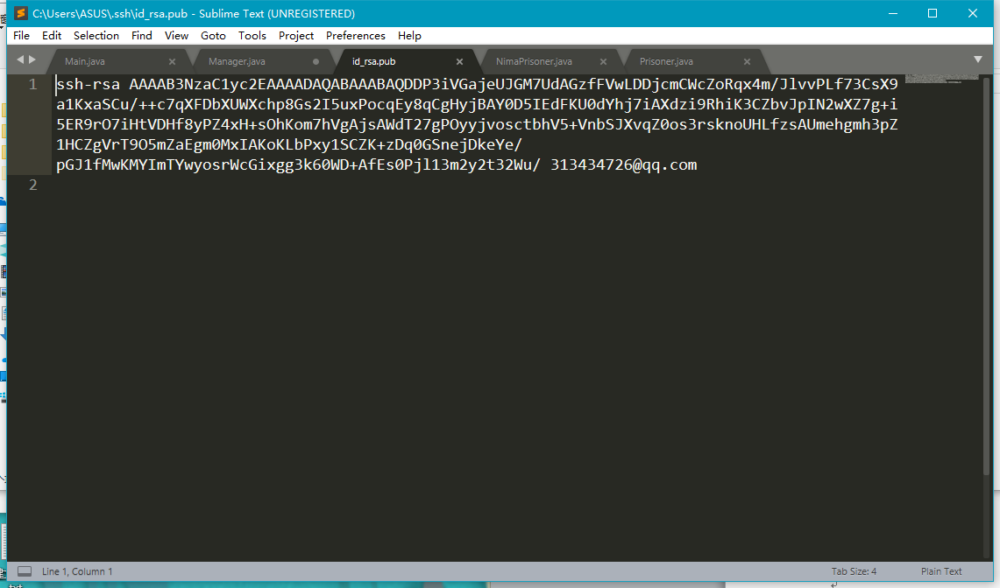 C:\Users\ASUS\.ssh\id_rsa.pub - Sublime Text (UNREGISTERED)
File Edit Selection Find View Goto Tools Project Preferences Help
Main.java Manager.java id_rsa.pub NimaPrisoner.java Prisoner.java
1 ssh-rsa AAAAB3NzaC1yc2EAAAADAQABAAABAQDDP3iVGajeUJGM7UdAGzfFVwLDDjcmCWcZoRqx4m/JlvvPLf73CsX9
a1KxaSCu/++c7qXFDbXUWXchp8Gs2I5uxPocqEy8qCgHyjBAY0D5IEdFKU0dYhj7iAXdzi9RhiK3CZbvJpIN2wXZ7g+i
5ER9rO7iHtVDHf8yPZ4xH+sOhKom7hVgAjsAWdT27gPOyyjvosctbhV5+VnbSJXvqZ0os3rsknoUHLfzsAUmehgmh3pZ
1HCZgVrT9O5mZaEgm0MxIAKoKLbPxy1SCZK+zDq0GSnejDkeYe/
pGJ1fMwKMYImTYwyosrWcGixgg3k60WD+AfEs0Pjl13m2y2t32Wu/ 313434726@qq.com
2
Line 1, Column 1 Tab Size: 4 Plain Text